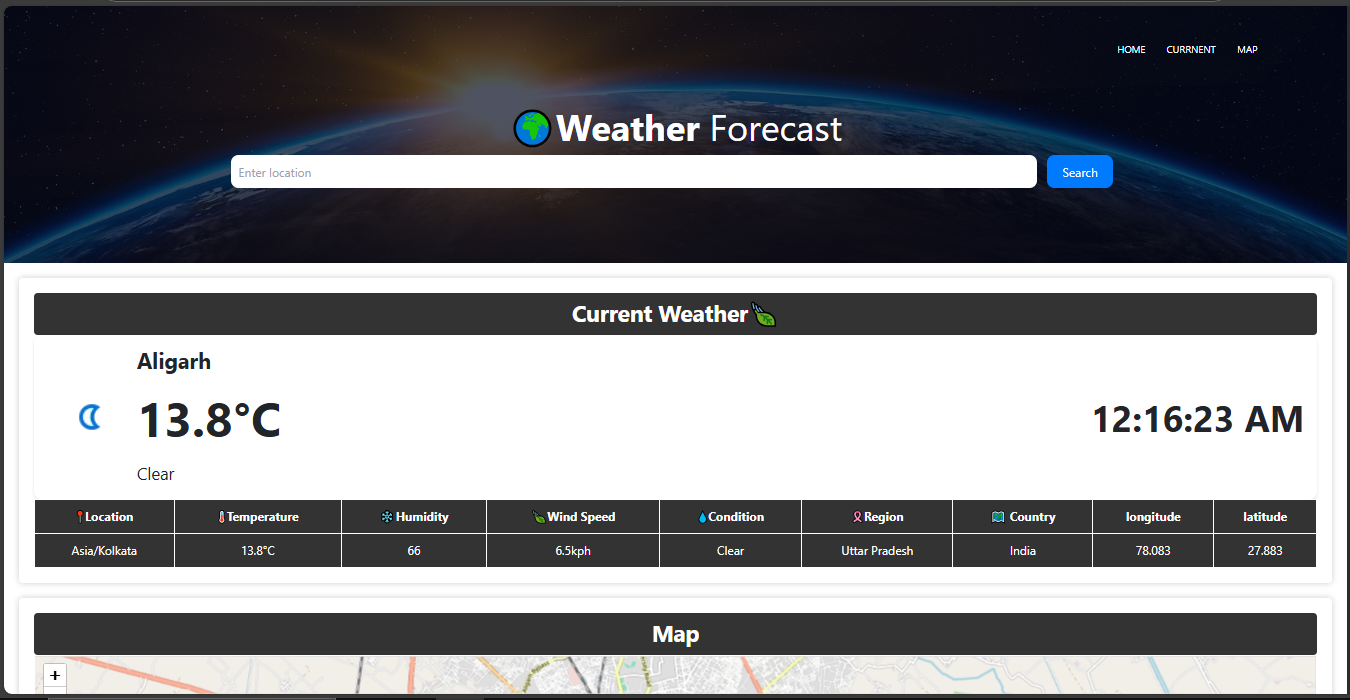 HOME CURRNENT MAP
Weather Forecast
Enter location Search
Current Weather
Aligarh
13.8°C
12:16:23 AM
Clear
Location Temperature Humidity Wind Speed Condition Region Country longitude latitude
Asia/Kolkata 13.8°C 66 6.5kph Clear Uttar Pradesh India 78.083 27.883
Map
+